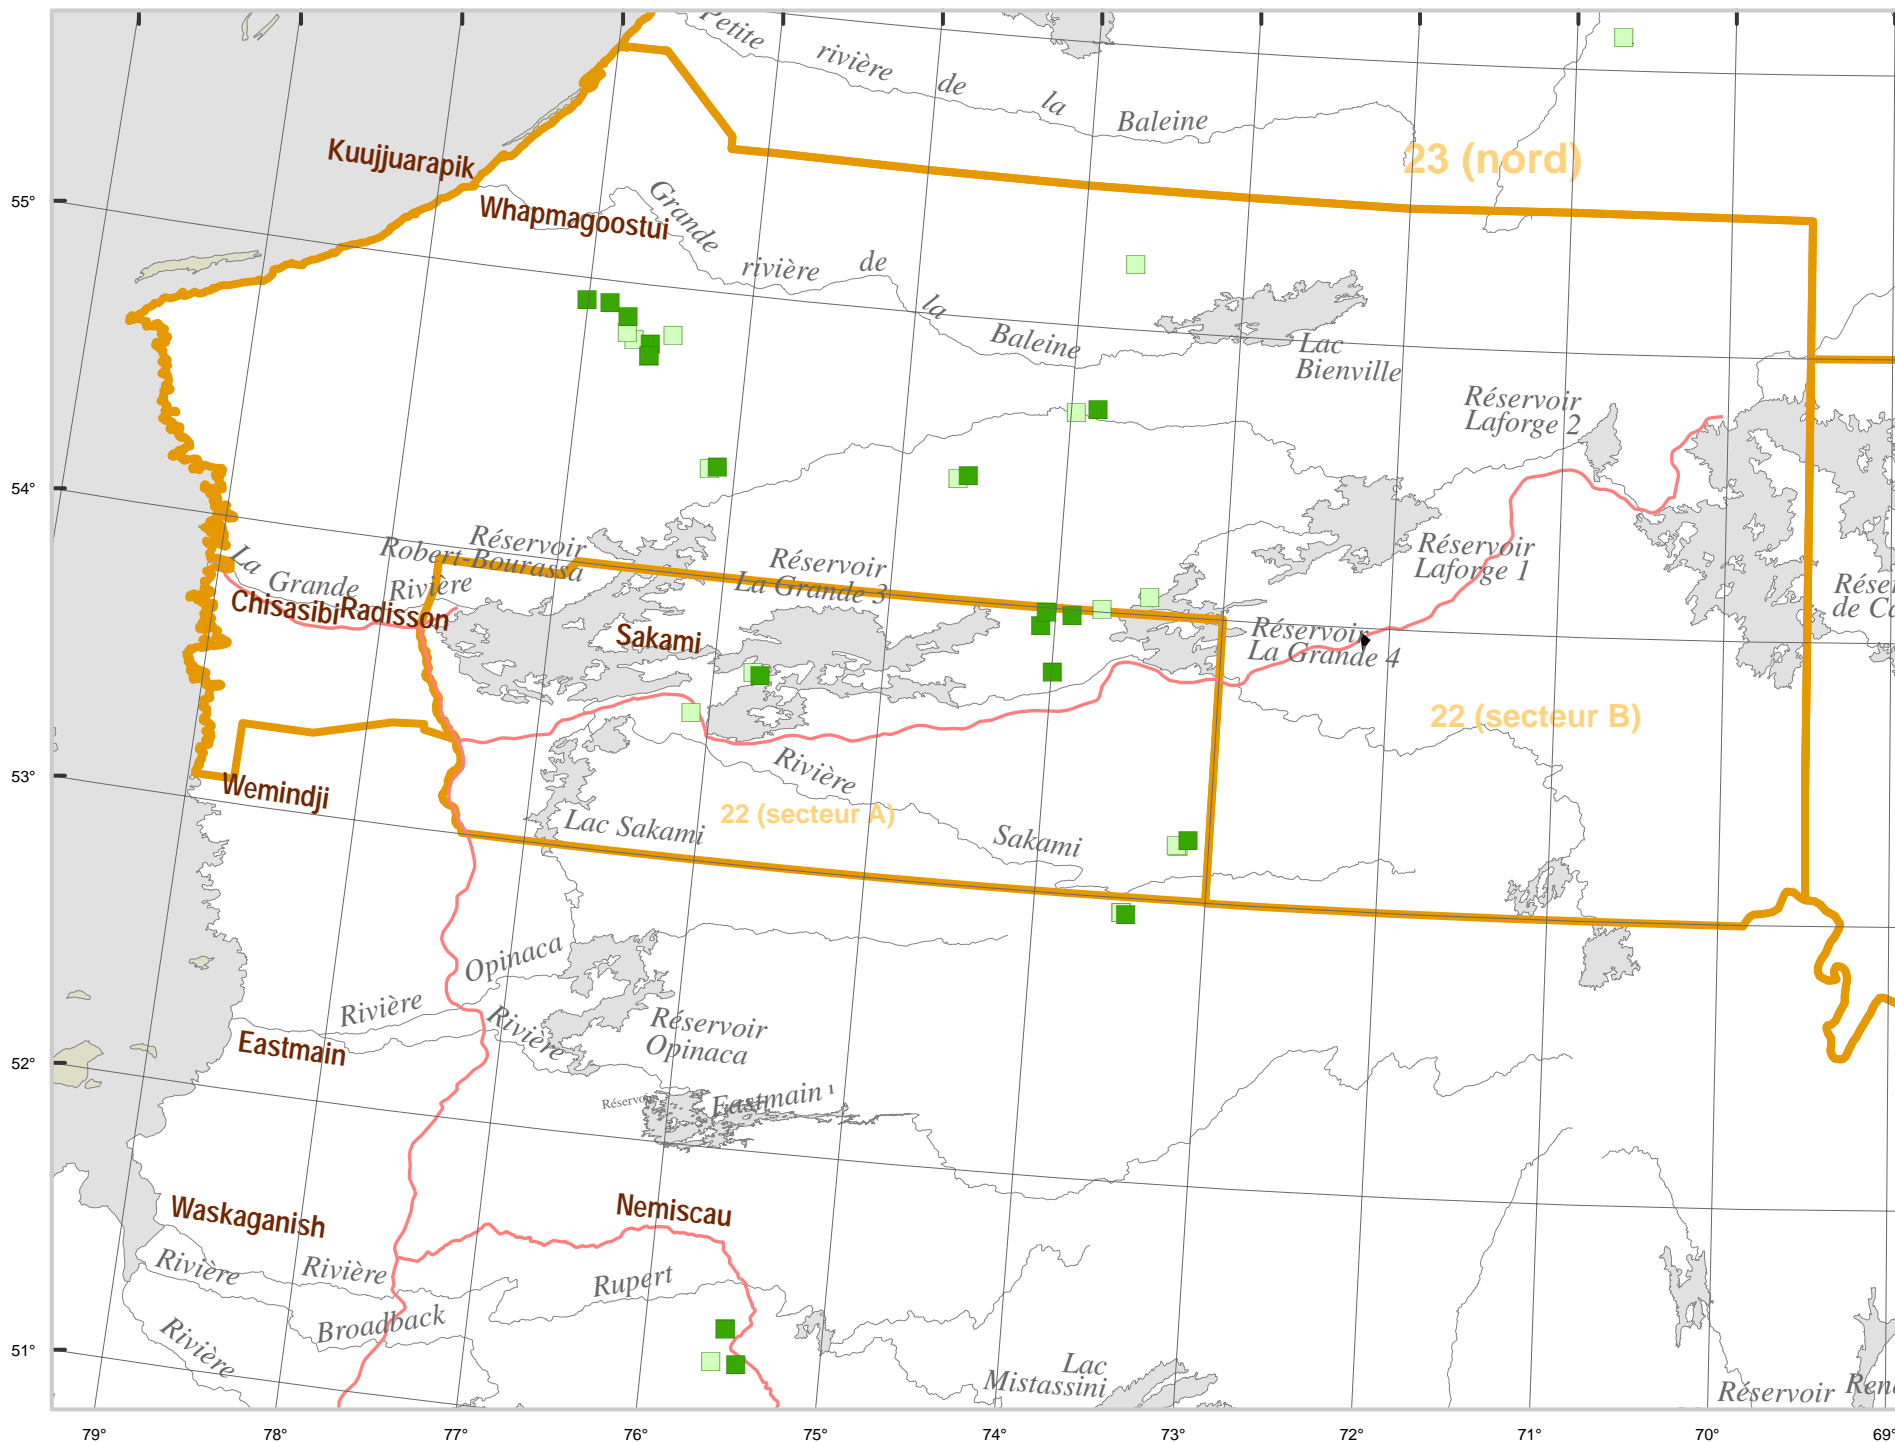 Petite
rivière
de
la
Baleine
23 (nord)
Kuujjuarapik
55°
Whapmagoostui
Grande
rivière
de
la
Baleine
Lac
Bienville
Réservoir
Laforge 2
54°
Réservoir
Robert-Bourassa
La
Grande
Rivière
Réservoir
La Grande 3
Réservoir
Laforge 1
Chisasibi
Radisson
Sakami
Réservoir
La Grande 4
22 (secteur B)
53°
Wemindji
Rivière
Sakami
22 (secteur A)
Lac Sakami
Opinaca
Rivière
Rivière
Réservoir
Opinaca
Eastmain
52°
Réservoir
Eastmain 1
Waskaganish
Nemiscau
Rivière
Rivière
Rupert
Broadback
Rivière
51°
Lac
Mistassini
Réservoir
79°
78°
77°
76°
75°
74°
73°
72°
71°
70°
69°